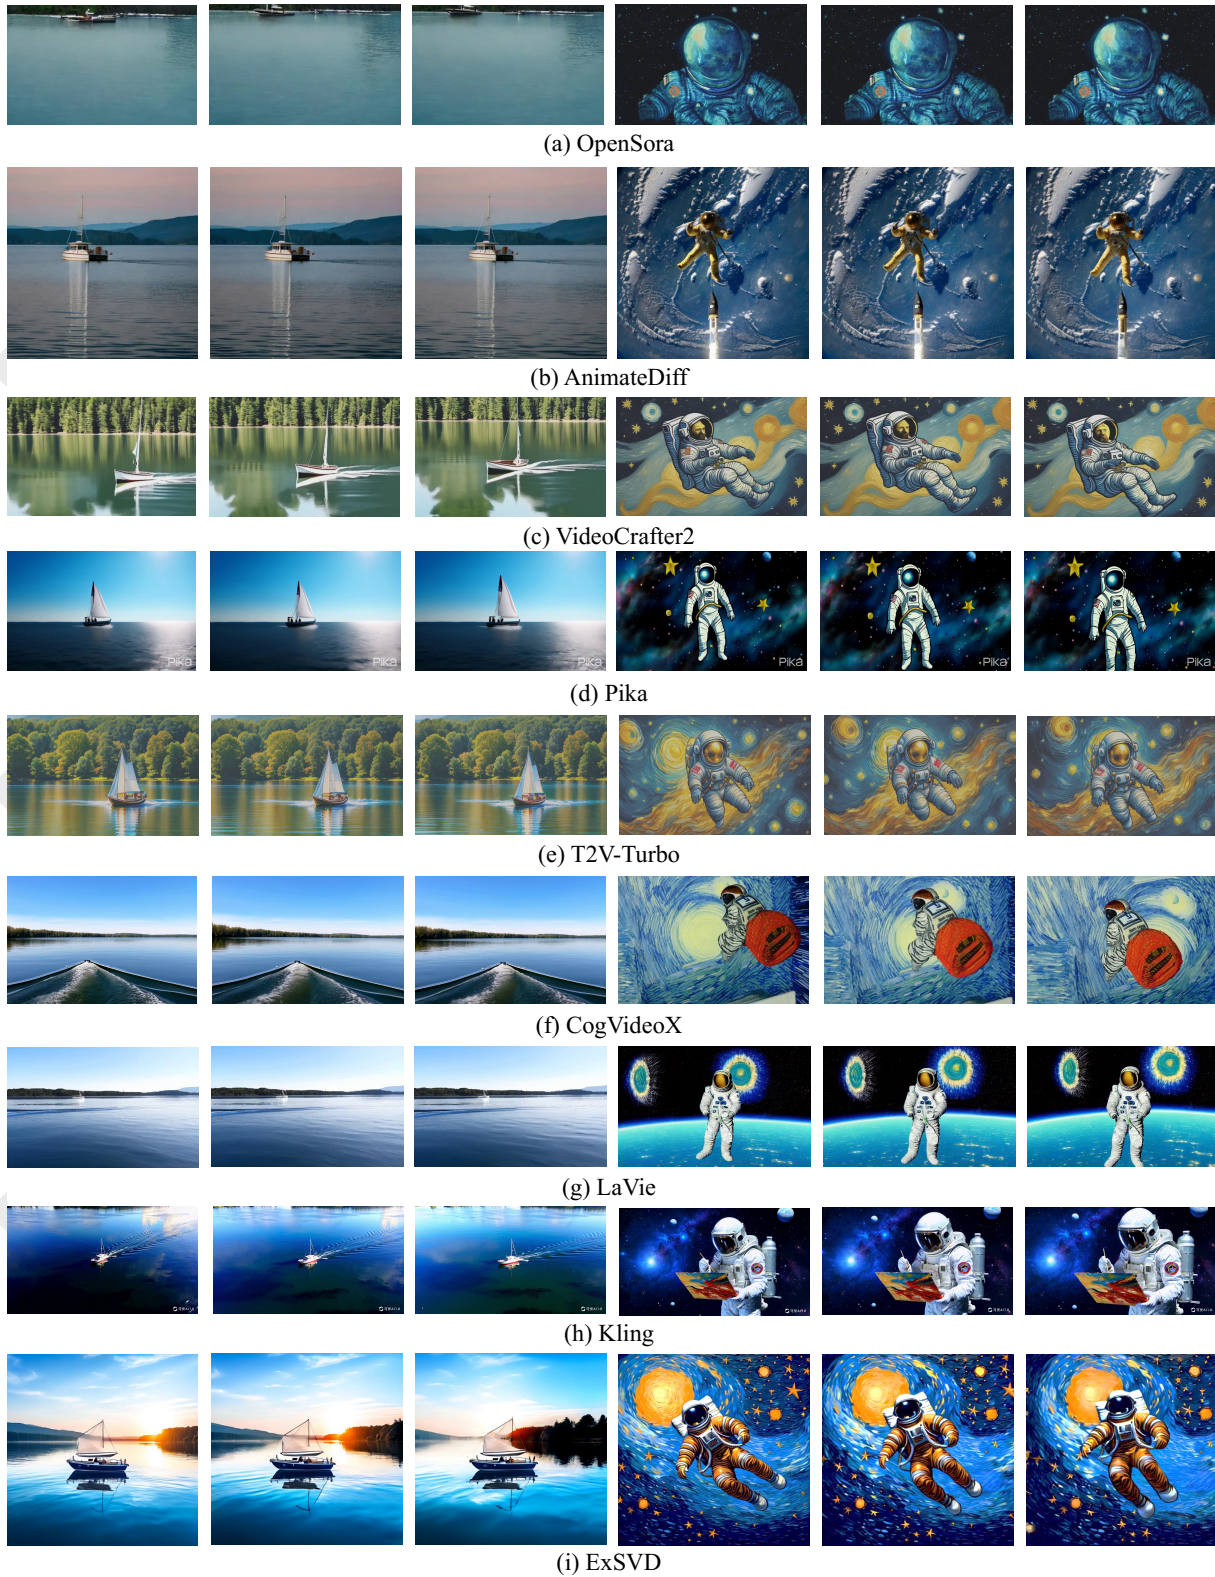 (a) OpenSora
(b) AnimateDiff
(c) VideoCrafter2
Pika Pika Pika Pika Pika Pika
(d) Pika
(e) T2V-Turbo
(f) CogVideoX
(g) LaVie
(h) Kling
(i) ExSVD